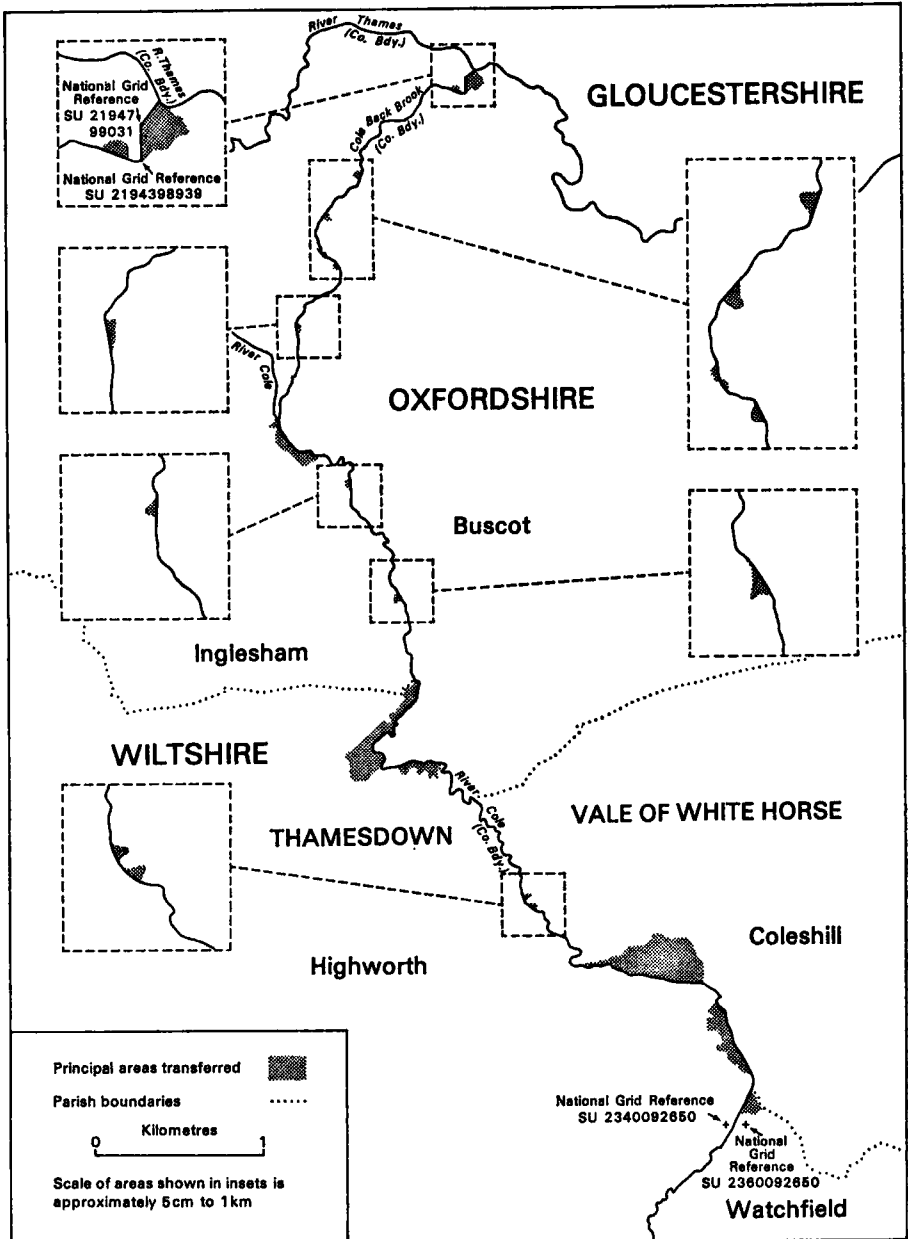 River Thames
(Co. Bdy.)
R. Thames
(Co. Bdy.)
National Grid
Reference
SU 21947
99031
National Grid Reference
SU 2194398939
GLOUCESTERSHIRE
Cole Back Brook
(Co. Bdy.)
River Cole
OXFORDSHIRE
Buscot
Inglesham
WILTSHIRE
River Cole
(Co. Bdy.)
VALE OF WHITE HORSE
THAMESDOWN
Coleshill
Highworth
Principal areas transferred
Parish boundaries
Kilometres
0 1
Scale of areas shown in insets is
approximately 5cm to 1km
National Grid Reference
SU 2340092650
National
Grid
Reference
SU 2360092650
Watchfield